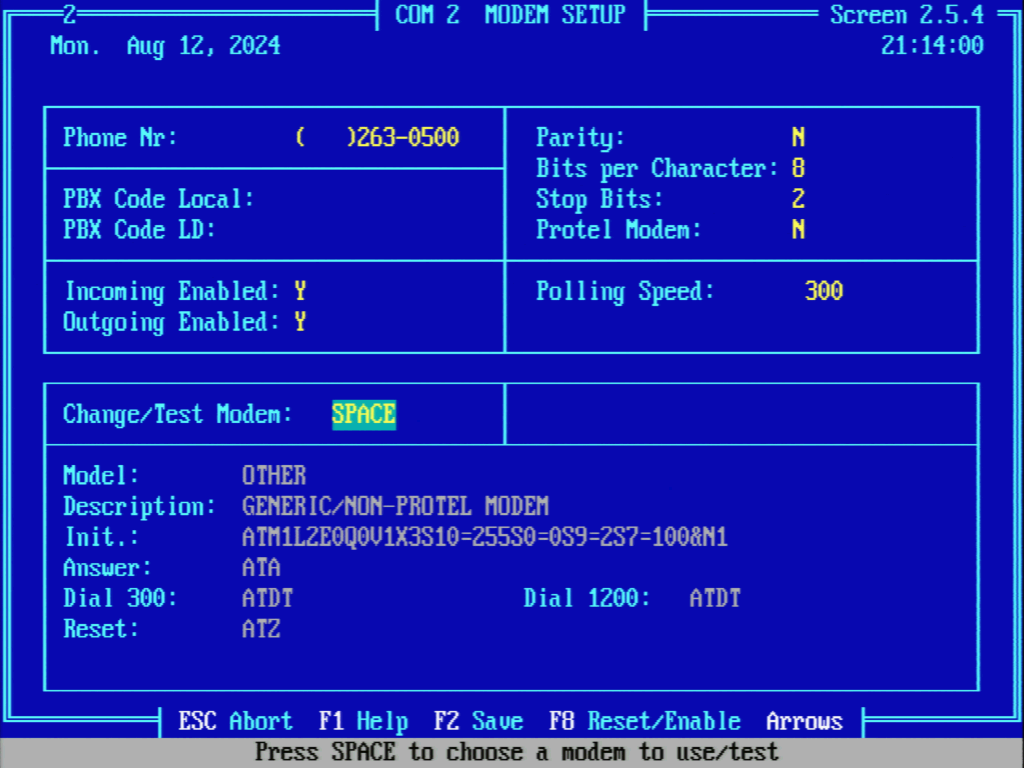 2 COM 2 MODEM SETUP Screen 2.5.4
Mon. Aug 12, 2024 21:14:00
Phone Nr: ( )263-0500 Parity: N
Bits per Character: 8
PBX Code Local: Stop Bits: 2
PBX Code LD: Protel Modem: N
Incoming Enabled: Y Polling Speed: 300
Outgoing Enabled: Y
Change/Test Modem: SPACE
Model: OTHER
Description: GENERIC/NON-PROTEL MODEM
Init.: ATM1L2E0Q0V1X3S10=255S0=0S9=2S7=100&N1
Answer: ATA
Dial 300: ATDT Dial 1200: ATDT
Reset: ATZ
ESC Abort F1 Help F2 Save F8 Reset/Enable Arrows
Press SPACE to choose a modem to use/test